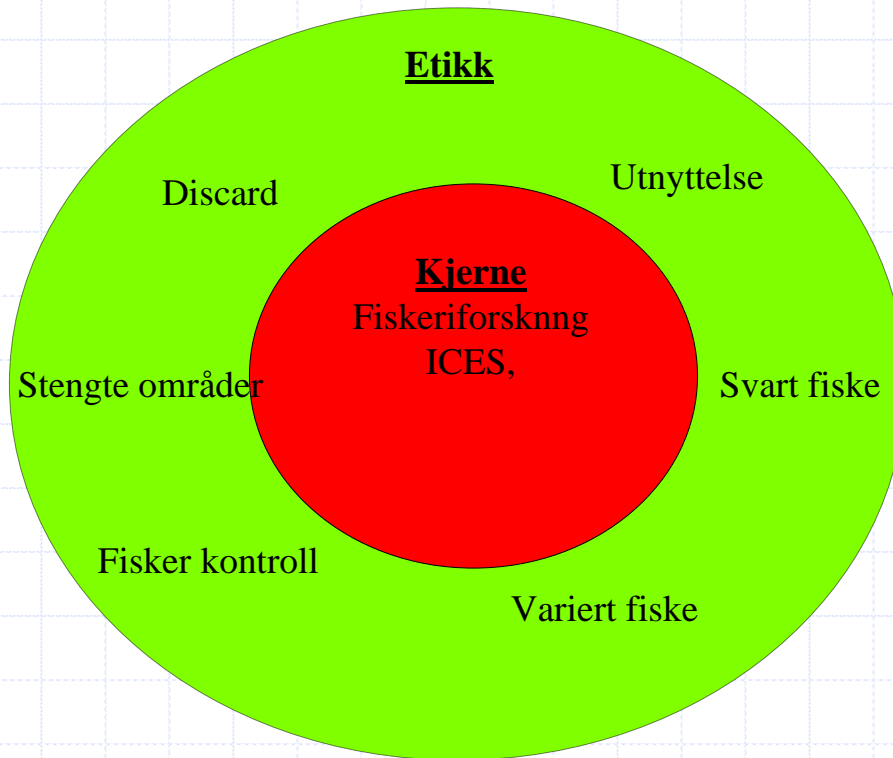 Etikk
Utnyttelse
Discard
Kjerne
Fiskeriforsknng
ICES,
Stengte områder
Svart fiske
Fisker kontroll
Variert fiske